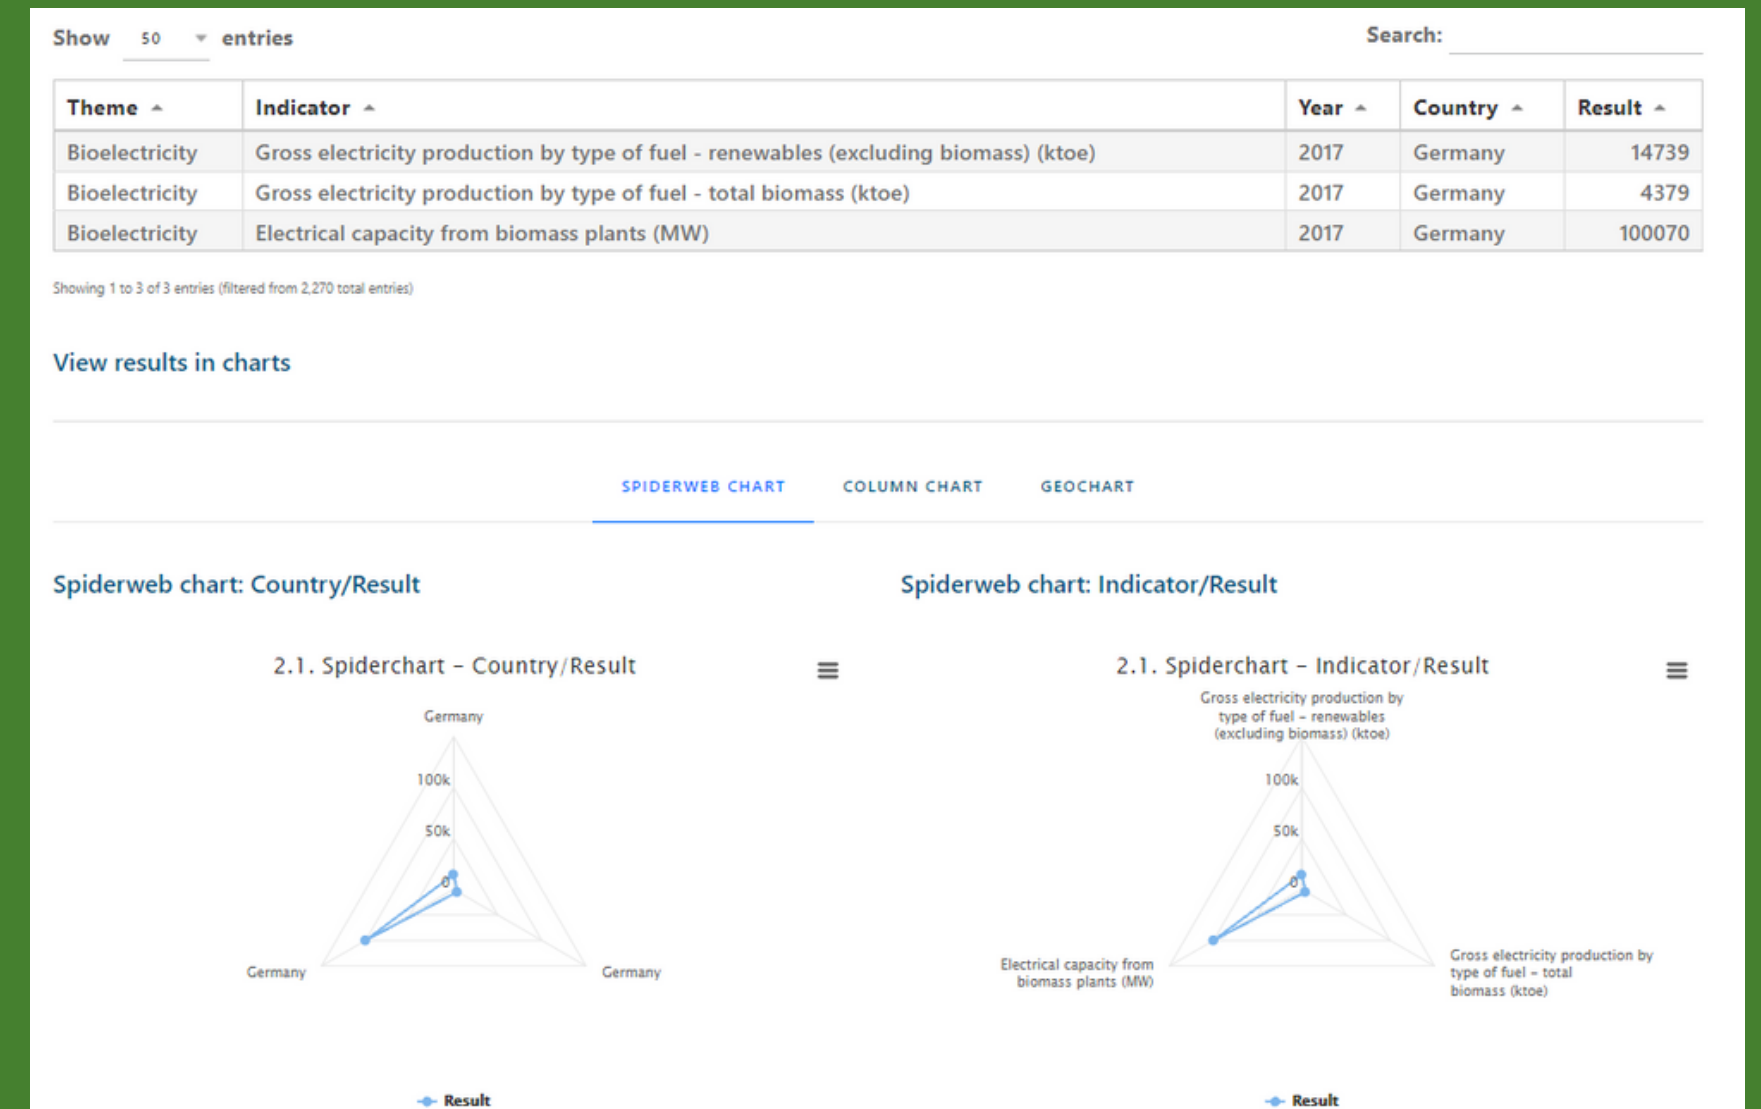 Show 50 entries
Search:
Theme Indicator Year Country Result
Bioelectricity Gross electricity production by type of fuel - renewables (excluding biomass) (ktoe) 2017 Germany 14739
Bioelectricity Gross electricity production by type of fuel - total biomass (ktoe) 2017 Germany 4379
Bioelectricity Electrical capacity from biomass plants (MW) 2017 Germany 100070
Showing 1 to 3 of 3 entries (filtered from 2,270 total entries)
View results in charts
SPIDERWEB CHART COLUMN CHART GEOCHART
Spiderweb chart: Country/Result
2.1. Spiderchart – Country/Result
Germany
100k
50k
0
Germany
Germany
Result
Spiderweb chart: Indicator/Result
2.1. Spiderchart – Indicator/Result
Gross electricity production by
type of fuel – renewables
(excluding biomass) (ktoe)
100k
50k
0
Electrical capacity from
biomass plants (MW)
Gross electricity production by
type of fuel – total
biomass (ktoe)
Result